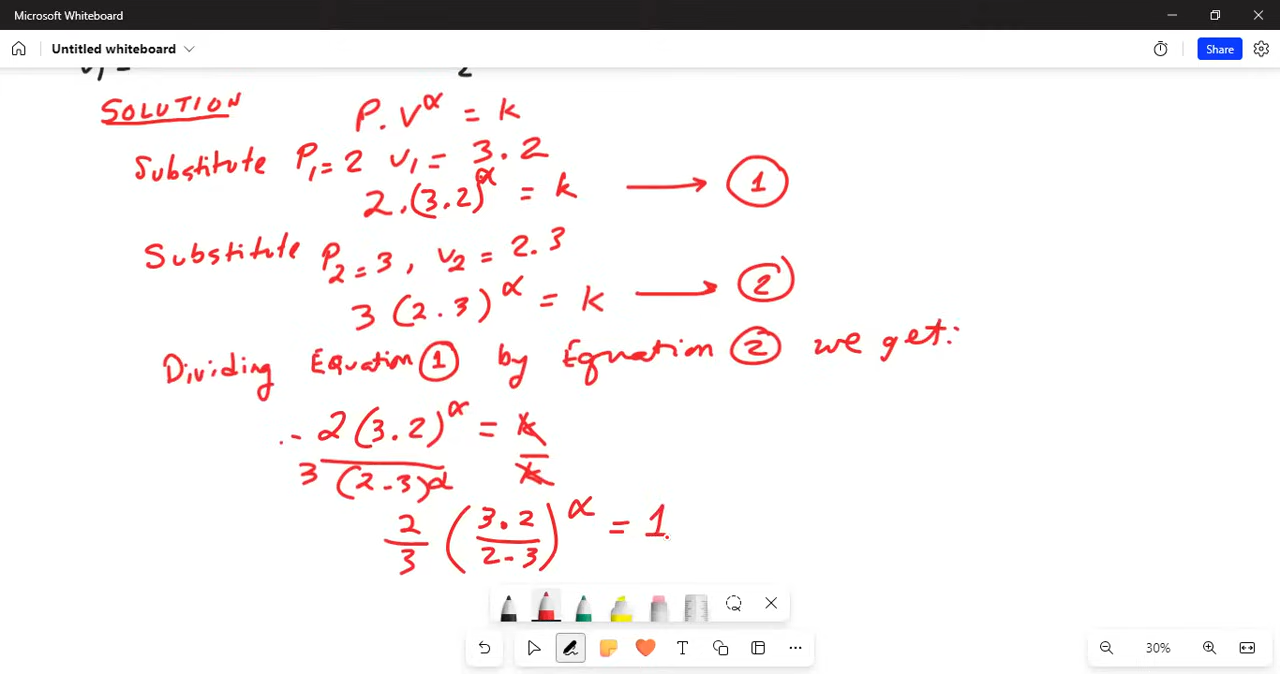 Microsoft Whiteboard
Untitled whiteboard
Share
V₁ =
2
SOLUTION
P. V^α = k
Substitute P₁ = 2 V₁ = 3.2
2.(3.2)^α = k → ①
Substitute P₂ = 3, V₂ = 2.3
3 (2.3)^α = k → ②
Dividing Equation ① by Equation ② we get:
2 (3.2)^α = k
3 (2-3)^α k
2 (3.2)^α = 1
3 2-3
T
30%